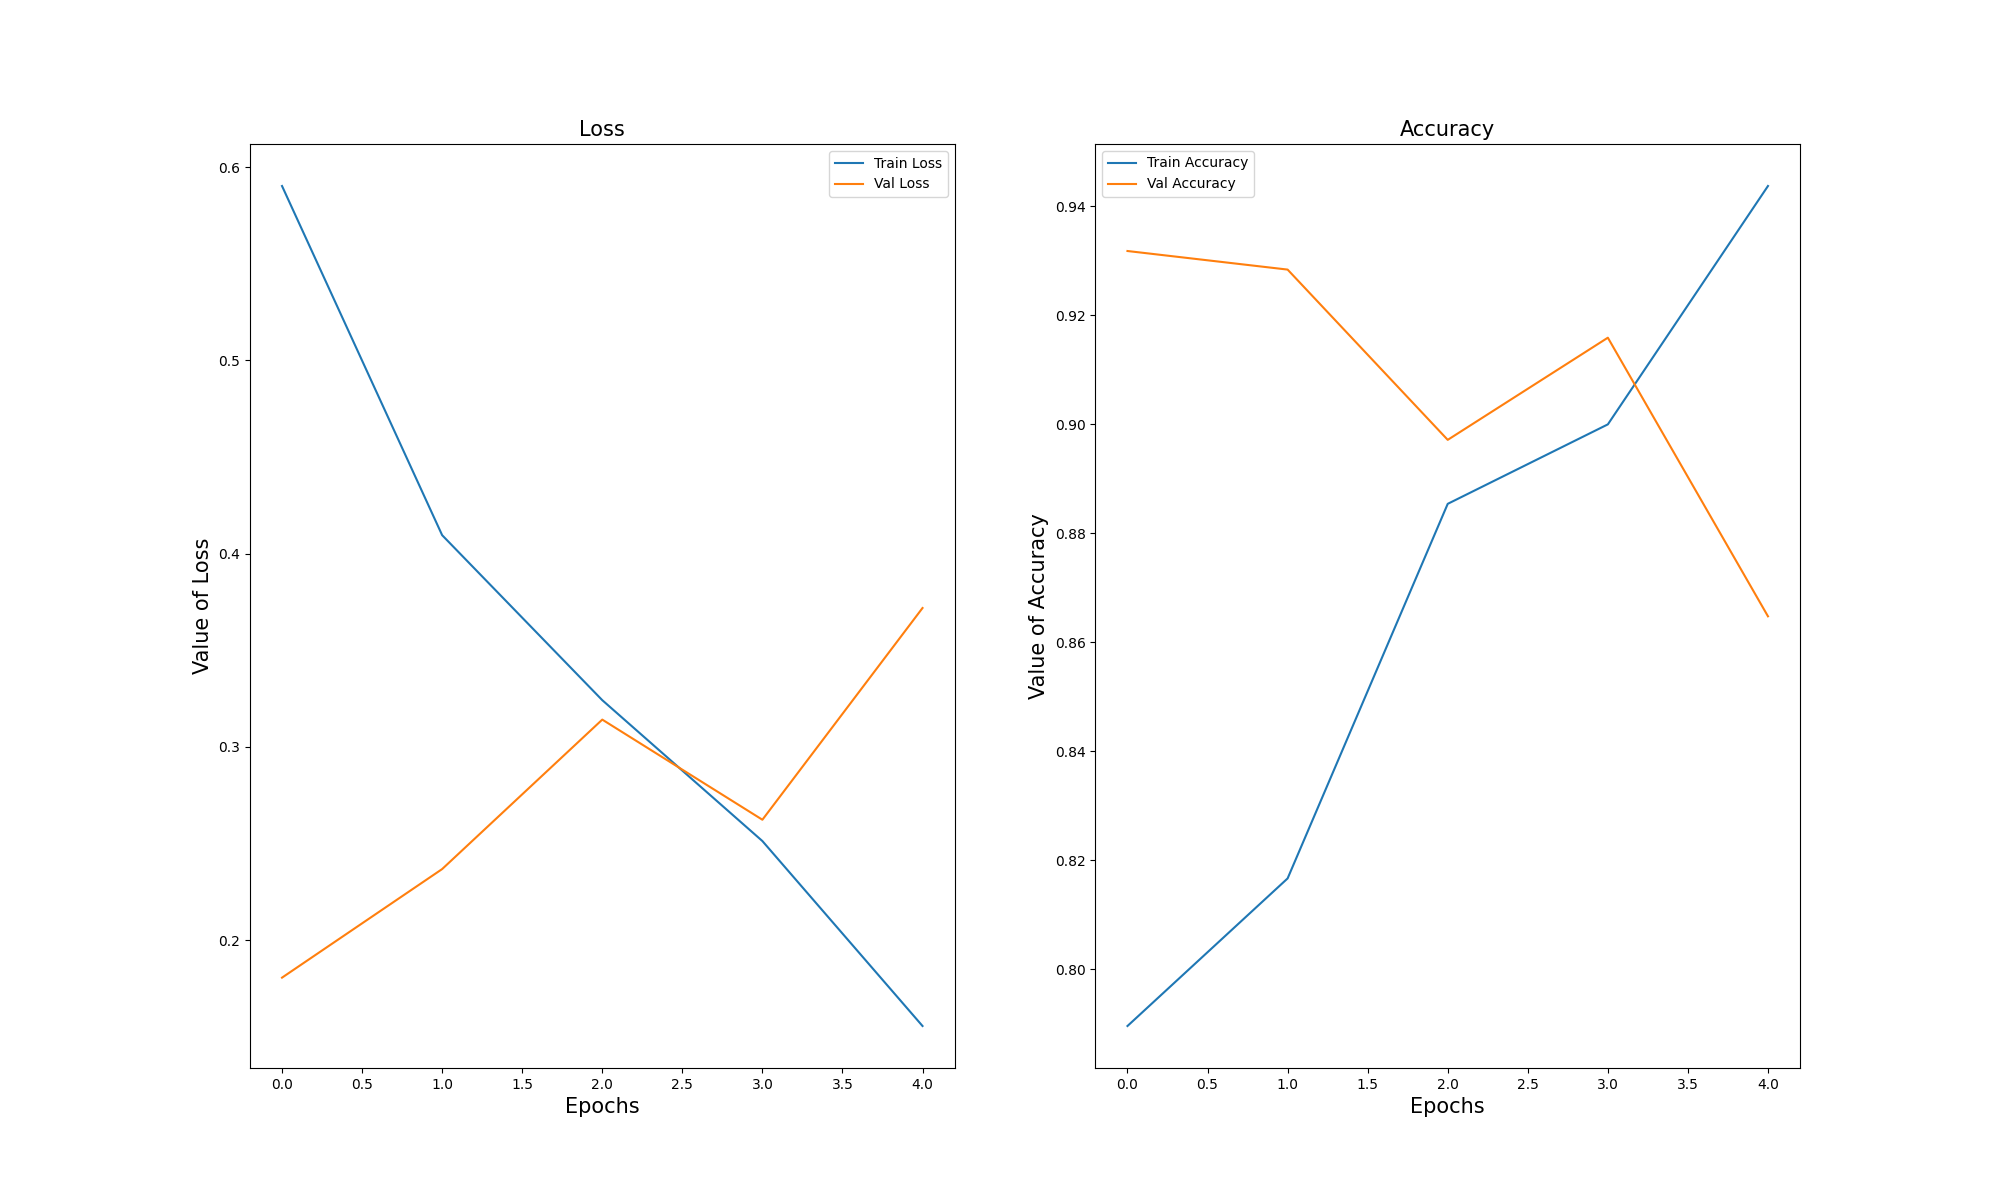 Loss
Train Loss
Val Loss
0.6
0.5
0.4
0.3
0.2
Value of Loss
0.0 0.5 1.0 1.5 2.0 2.5 3.0 3.5 4.0
Epochs
Accuracy
Train Accuracy
Val Accuracy
0.94
0.92
0.90
0.88
0.86
0.84
0.82
0.80
Value of Accuracy
0.0 0.5 1.0 1.5 2.0 2.5 3.0 3.5 4.0
Epochs